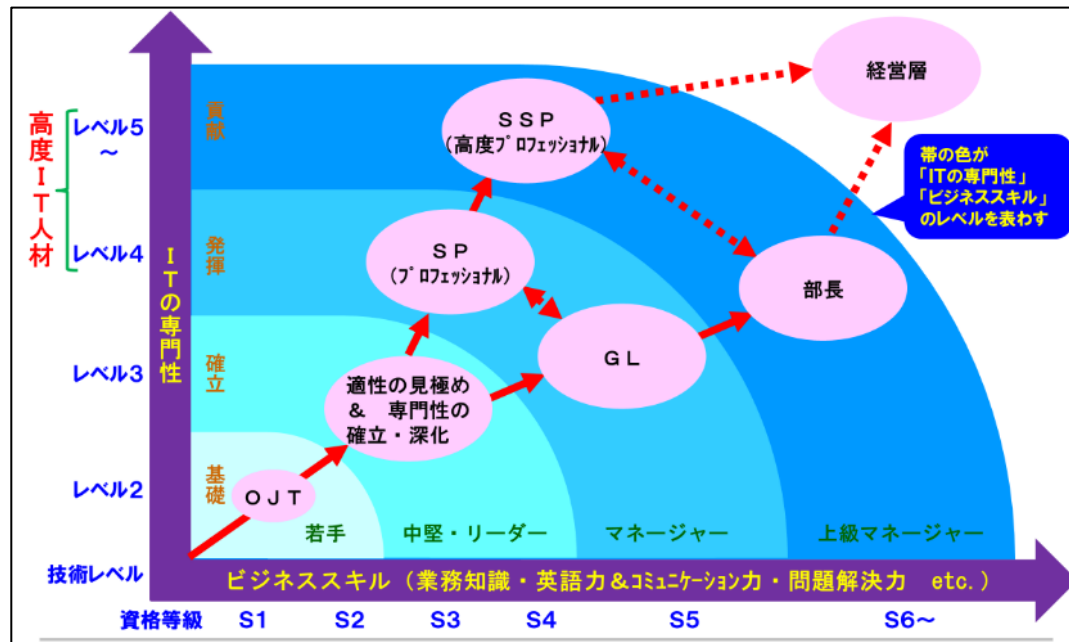 経営層
ＳＳＰ
(高度ﾌﾟﾛﾌｪｯｼｮﾅﾙ)
帯の色が
「ITの専門性」
「ビジネススキル」
のレベルを表わす
高度ＩＴ人材
レベル5
～
レベル4
レベル3
レベル2
技術レベル
ＩＴの専門性
貢献
発揮
確立
基礎
ＳＰ
(ﾌﾟﾛﾌｪｯｼｮﾅﾙ)
部長
ＧＬ
適性の見極め
＆　専門性の
確立・深化
ＯＪＴ
若手
中堅・リーダー
マネージャー
上級マネージャー
ビジネススキル（業務知識・英語力&ｺﾐｭﾆｹｰｼｮﾝ力・問題解決力　etc.）
資格等級
S1
S2
S3
S4
S5
S6～